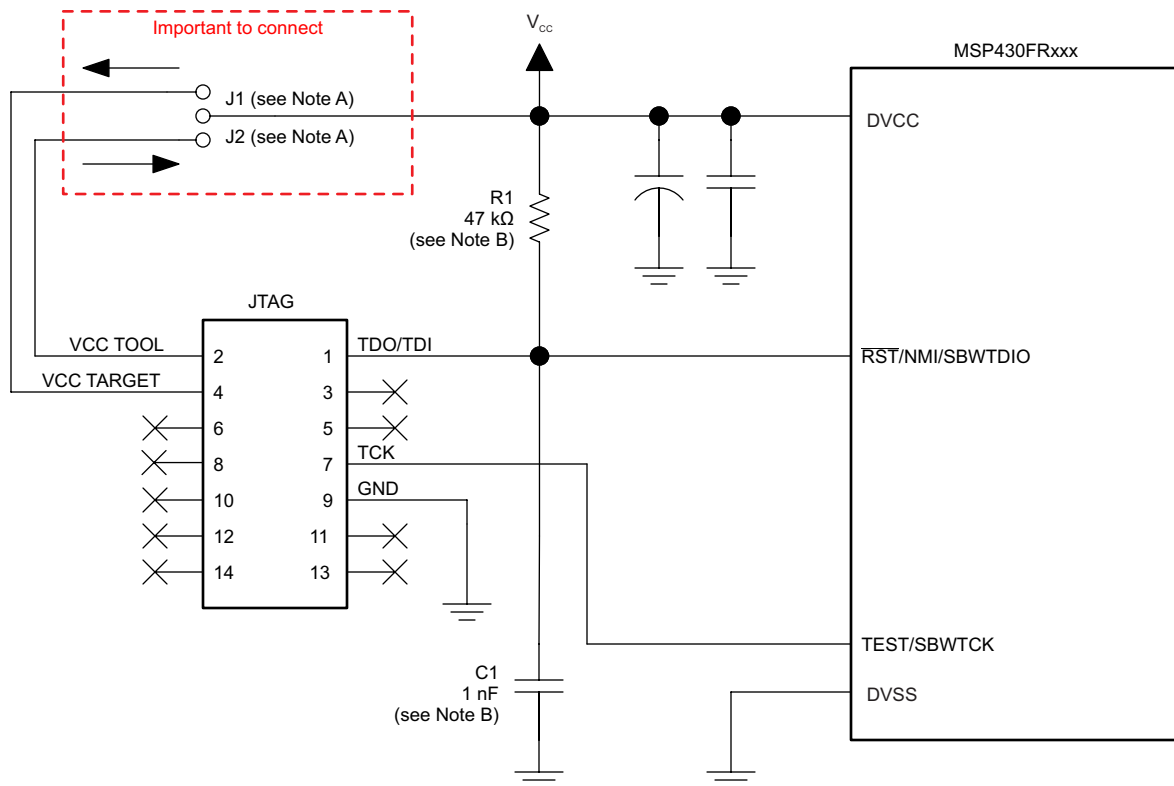 Important to connect
J1 (see Note A)
J2 (see Note A)
VCC
MSP430FRxxx
DVCC
R1
47 kΩ
(see Note B)
JTAG
VCC TOOL
2
1
TDO/TDI
RST/NMI/SBWTDIO
VCC TARGET
4
3
6
5
8
7
TCK
10
9
GND
12
11
14
13
TEST/SBWTCK
C1
1 nF
(see Note B)
DVSS